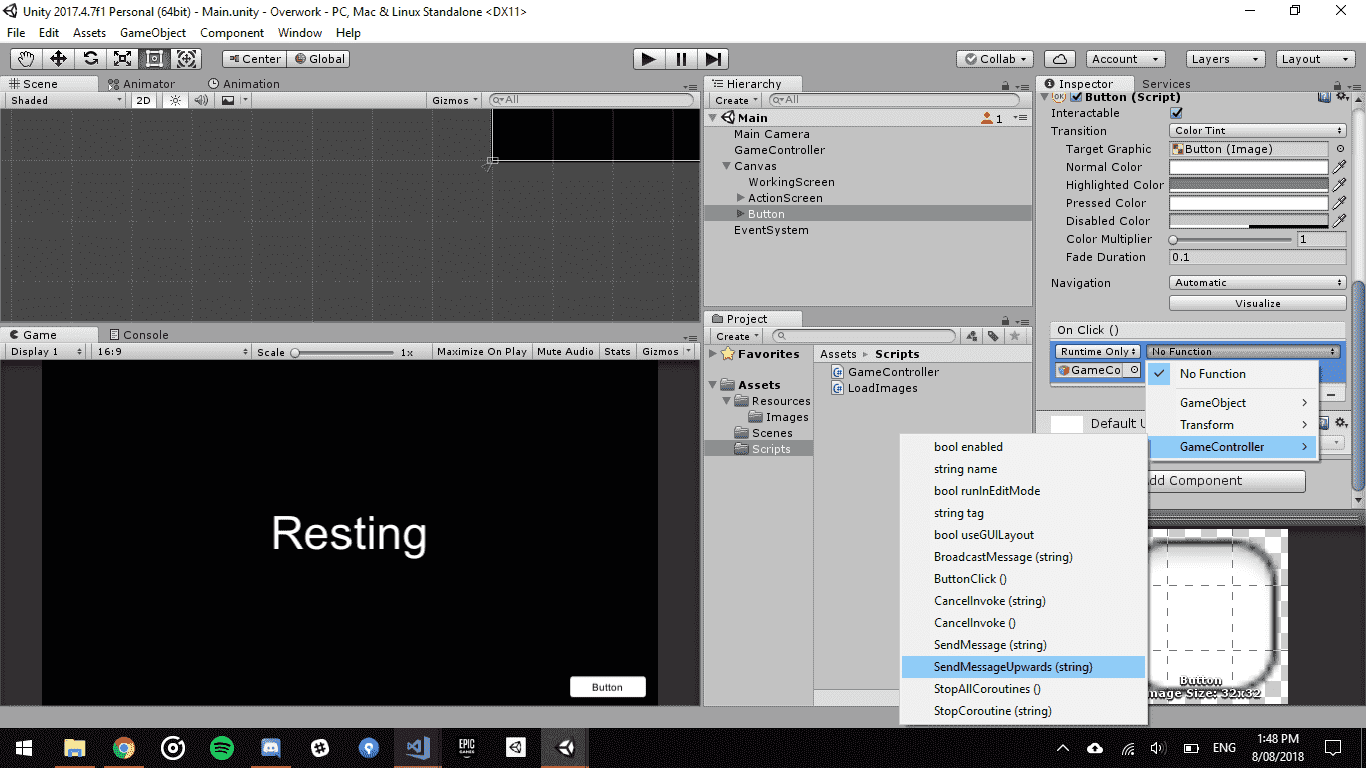 Unity 2017.4.7f1 Personal (64bit) - Main.unity - Overwork - PC, Mac & Linux Standalone <DX11>
File Edit Assets GameObject Component Window Help
Center Global Collab Account Layers Layout
Scene Animator Animation
Shaded 2D Gizmos All
Hierarchy
Create All
Main 1
Main Camera
GameController
Canvas
WorkingScreen
ActionScreen
Button
EventSystem
Inspector Services
OK Button (Script)
Interactable
Transition Color Tint
Target Graphic Button (Image)
Normal Color
Highlighted Color
Pressed Color
Disabled Color
Color Multiplier 1
Fade Duration 0.1
Navigation Automatic
Visualize
On Click ()
Runtime Only No Function
GameCo
No Function
GameObject
Transform
GameController
Default U
dd Component
bool enabled
string name
bool runInEditMode
string tag
bool useGUILayout
BroadcastMessage (string)
ButtonClick ()
CancelInvoke (string)
CancelInvoke ()
SendMessage (string)
SendMessageUpwards (string)
StopAllCoroutines ()
StopCoroutine (string)
Button
mage Size: 32x32
Game Console
Display 1 16:9 Scale 1x Maximize On Play Mute Audio Stats Gizmos
Resting
Button
Project
Create
Favorites
Assets
Resources
Images
Scenes
Scripts
Assets Scripts
GameController
LoadImages
EPIC
GAMES
ENG
1:48 PM
8/08/2018